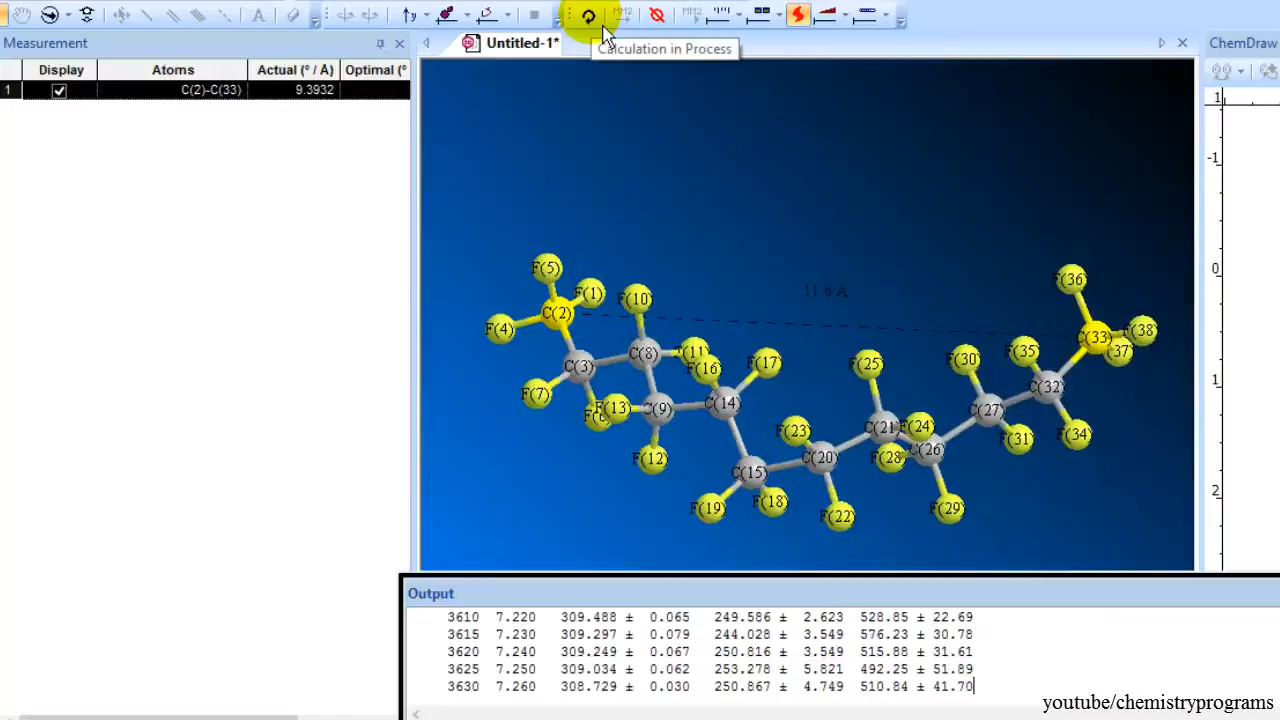 MM2 MM2
Measurement
Untitled-1*
Calculation in Process
ChemDraw
Display Atoms Actual (° / Å) Optimal (°
1 C(2)-C(33) 9.3932
1
-1
0
1
2
11.6 Å
F(5)
F(1)
F(10)
F(36)
C(2)
F(4)
F(38)
C(33)
F(35)
37)
C(8)
F(11)
F(17)
F(25)
F(30)
C(3)
F(16)
C(32)
F(7)
F(13)
C(9)
C(14)
C(27)
F(23)
C(21)
F(24)
F(34)
F(31)
F(12)
C(15)
C(20)
F(28)
C(26)
F(19)
F(18)
F(22)
F(29)
Output
3610 7.220 309.488 ± 0.065 249.586 ± 2.623 528.85 ± 22.69
3615 7.230 309.297 ± 0.079 244.028 ± 3.549 576.23 ± 30.78
3620 7.240 309.249 ± 0.067 250.816 ± 3.549 515.88 ± 31.61
3625 7.250 309.034 ± 0.062 253.278 ± 5.821 492.25 ± 51.89
3630 7.260 308.729 ± 0.030 250.867 ± 4.749 510.84 ± 41.70
youtube/chemistryprograms